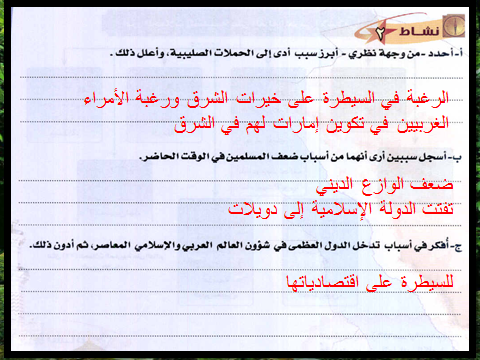 نشاط ٢
أ- أحدد - من وجهة نظري - أبرز سبب أدى إلى الحملات الصليبية، وأعلل ذلك .
الرغبة في السيطرة على خيرات الشرق ورغبة الأمراء
الغربيين في تكوين إمارات لهم في الشرق
ب- أسجل سببين أرى أنهما من أسباب ضعف المسلمين في الوقت الحاضر.
ضعف الوازع الديني
تفتت الدولة الإسلامية إلى دويلات
ج- أفكر في أسباب تدخل الدول العظمى في شؤون العالم العربي والإسلامي المعاصر، ثم أدون ذلك.
للسيطرة على اقتصادياتها